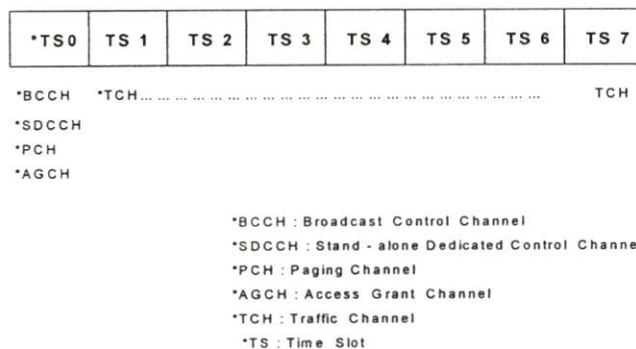 *TS0 TS 1 TS 2 TS 3 TS 4 TS 5 TS 6 TS 7
*BCCH *TCH... ... ... ... ... ... ... ... ... ... ... ... ... ... ... ... ... ... ... ... ... ... ... TCH
*SDCCH
*PCH
*AGCH
*BCCH : Broadcast Control Channel
*SDCCH : Stand - alone Dedicated Control Channe
*PCH : Paging Channel
*AGCH : Access Grant Channel
*TCH : Traffic Channel
*TS : Time Slot